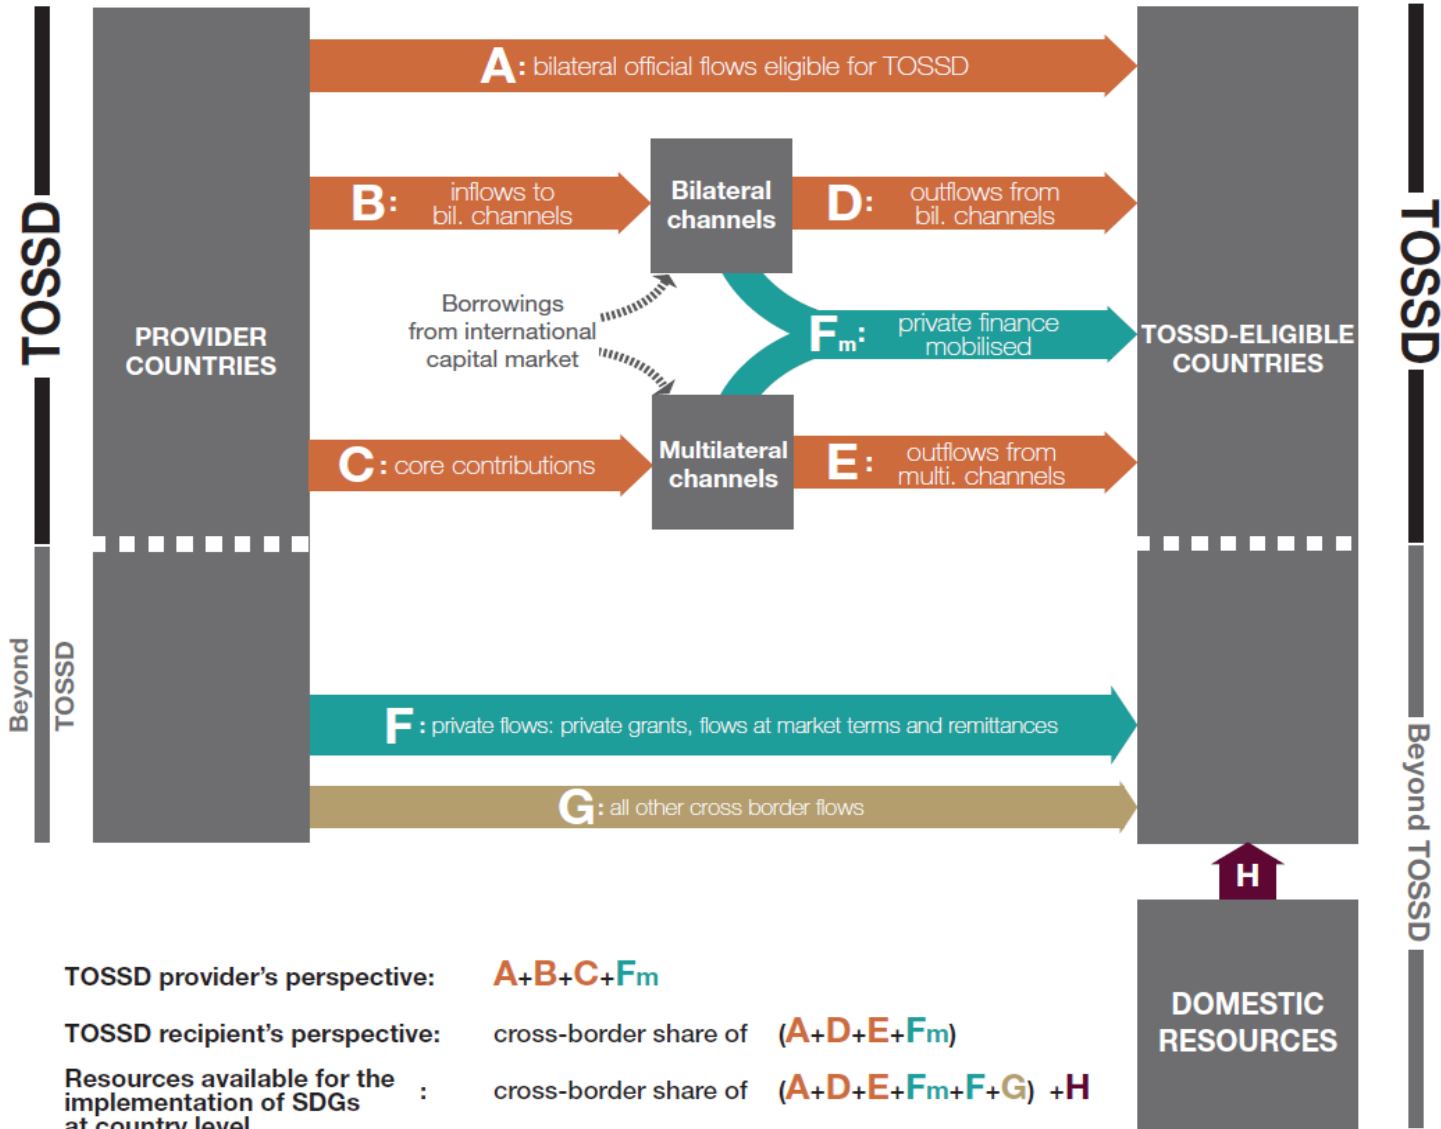 A: bilateral official flows eligible for TOSSD
B: inflows to
bil. channels
Bilateral
channels
D: outflows from
bil. channels
TOSSD
PROVIDER
COUNTRIES
Borrowings
from international
capital market
Fm: private finance
mobilised
TOSSD-ELIGIBLE
COUNTRIES
TOSSD
C: core contributions
Multilateral
channels
E: outflows from
multi. channels
Beyond
TOSSD
F: private flows: private grants, flows at market terms and remittances
G: all other cross border flows
Beyond TOSSD
H
DOMESTIC
RESOURCES
TOSSD provider's perspective: A+B+C+Fm
TOSSD recipient's perspective: cross-border share of (A+D+E+Fm)
Resources available for the
implementation of SDGs : cross-border share of (A+D+E+Fm+F+G) +H
at country level